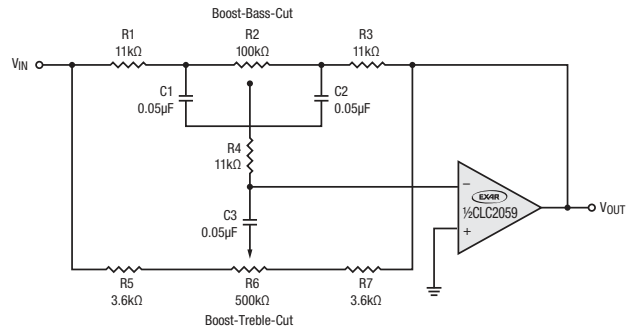 Boost-Bass-Cut
R1
11kΩ
R2
100kΩ
R3
11kΩ
VIN
C1
0.05µF
C2
0.05µF
R4
11kΩ
C3
0.05µF
–
+
EXAR
½CLC2059
VOUT
R5
3.6kΩ
R6
500kΩ
R7
3.6kΩ
Boost-Treble-Cut